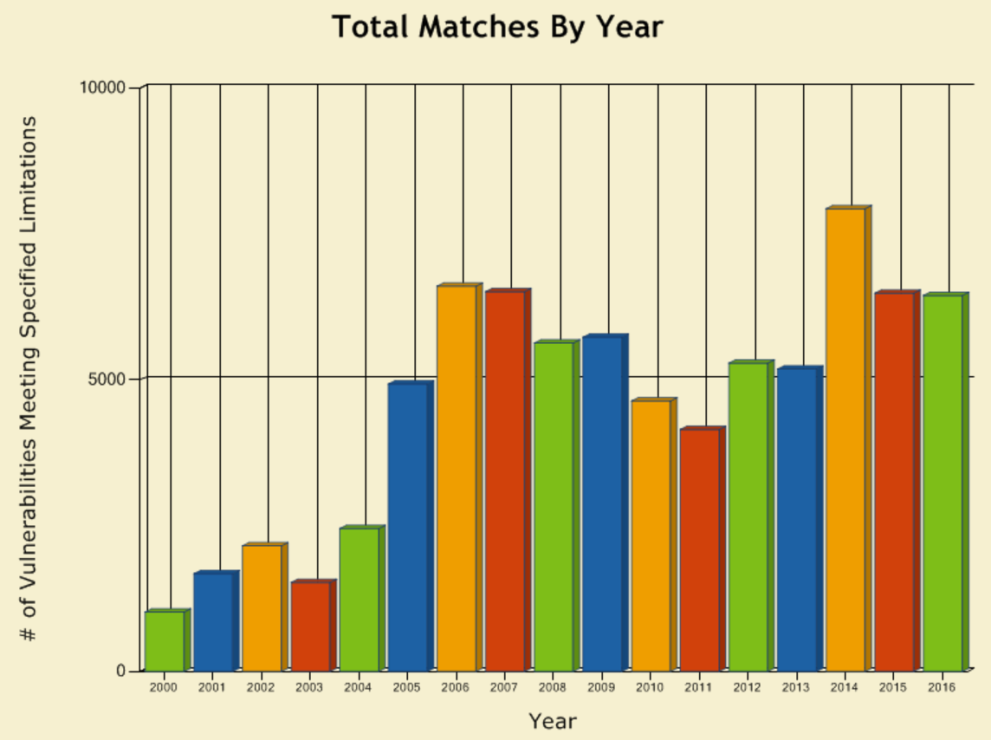 Total Matches By Year
# of Vulnerabilities Meeting Specified Limitations
10000
5000
0
2000 2001 2002 2003 2004 2005 2006 2007 2008 2009 2010 2011 2012 2013 2014 2015 2016
Year